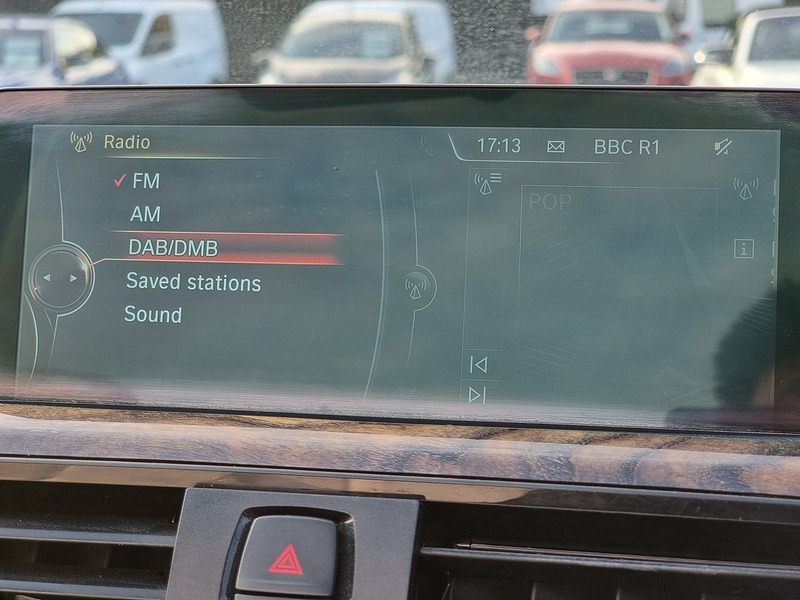 Radio
17:13 BBC R1
FM
AM
DAB/DMB
Saved stations
Sound
POP